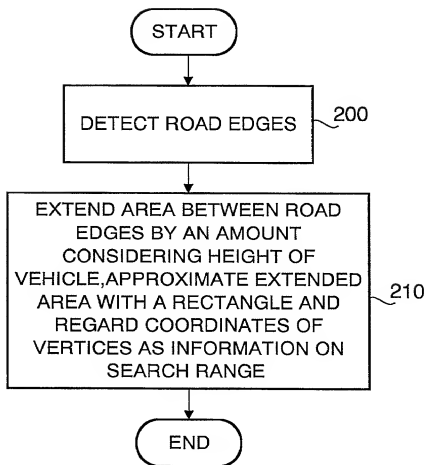 START
DETECT ROAD EDGES
200
EXTEND AREA BETWEEN ROAD
EDGES BY AN AMOUNT
CONSIDERING HEIGHT OF
VEHICLE,APPROXIMATE EXTENDED
AREA WITH A RECTANGLE AND
REGARD COORDINATES OF
VERTICES AS INFORMATION ON
SEARCH RANGE
210
END